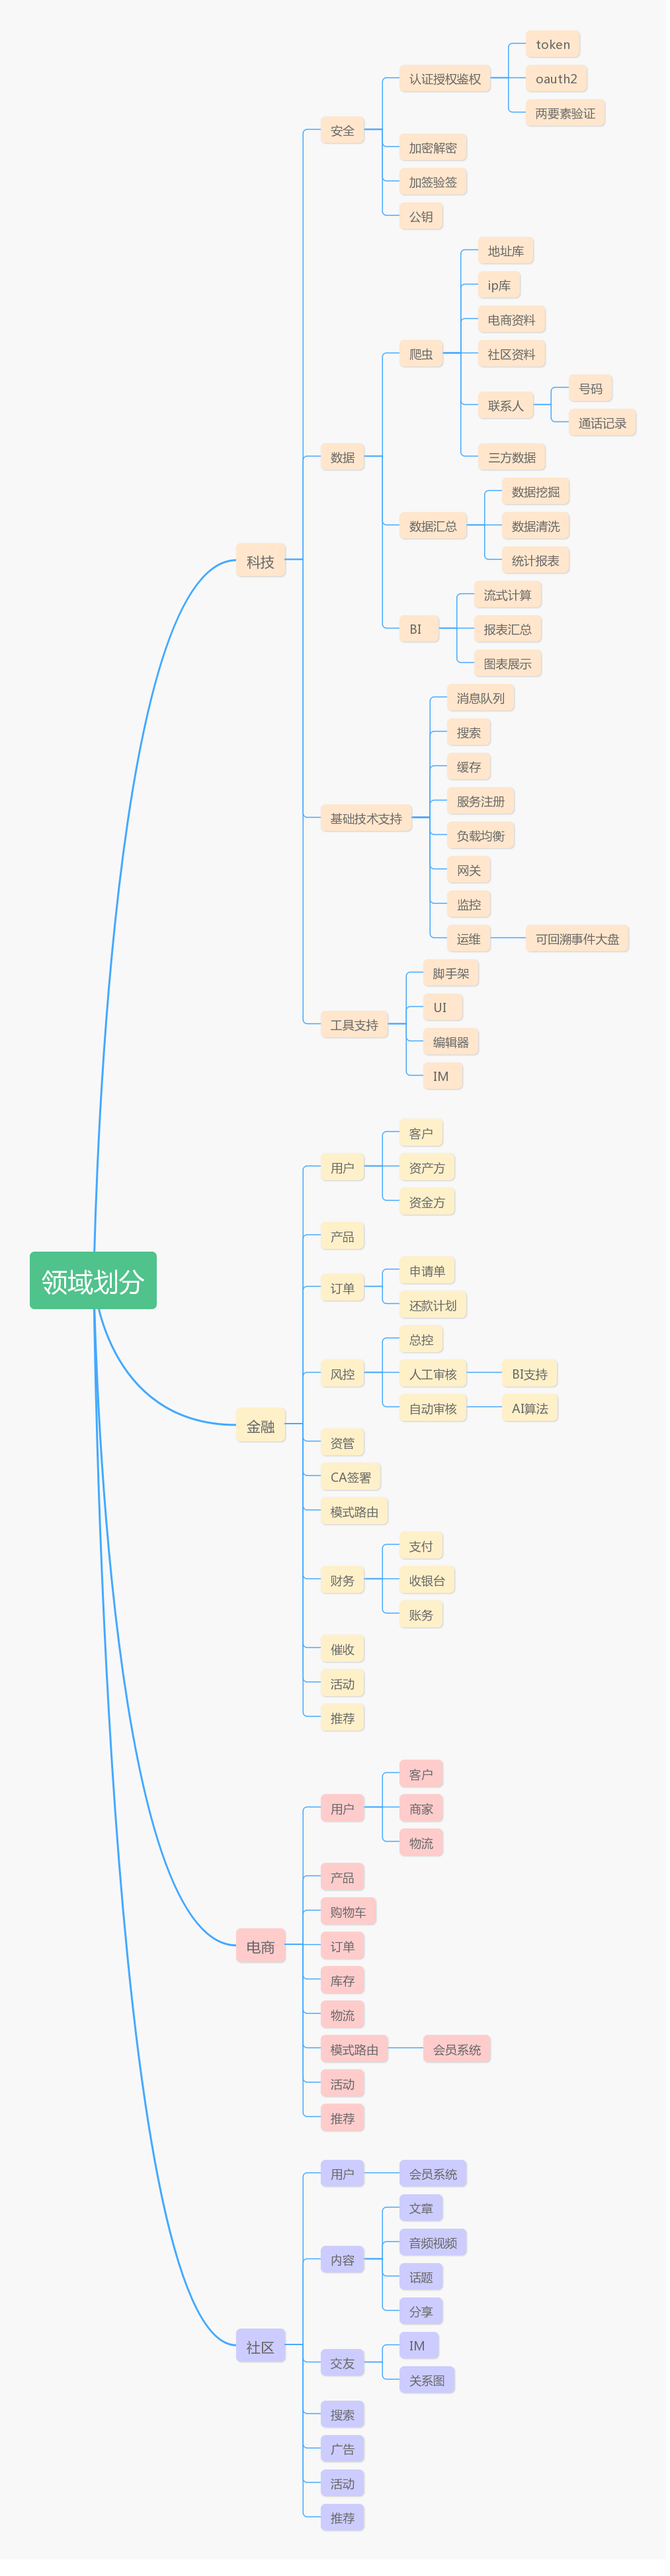 领域划分
科技
安全
认证授权鉴权
token
oauth2
两要素验证
加密解密
加签验签
公钥
数据
爬虫
地址库
ip库
电商资料
社区资料
联系人
号码
通话记录
三方数据
数据汇总
数据挖掘
数据清洗
统计报表
BI
流式计算
报表汇总
图表展示
基础技术支持
消息队列
搜索
缓存
服务注册
负载均衡
网关
监控
运维
可回溯事件大盘
工具支持
脚手架
UI
编辑器
IM
金融
用户
客户
资产方
资金方
产品
订单
申请单
还款计划
风控
总控
人工审核
BI支持
自动审核
AI算法
资管
CA签署
模式路由
财务
支付
收银台
账务
催收
活动
推荐
电商
用户
客户
商家
物流
产品
购物车
订单
库存
物流
模式路由
会员系统
活动
推荐
社区
用户
会员系统
内容
文章
音频视频
话题
分享
交友
IM
关系图
搜索
广告
活动
推荐